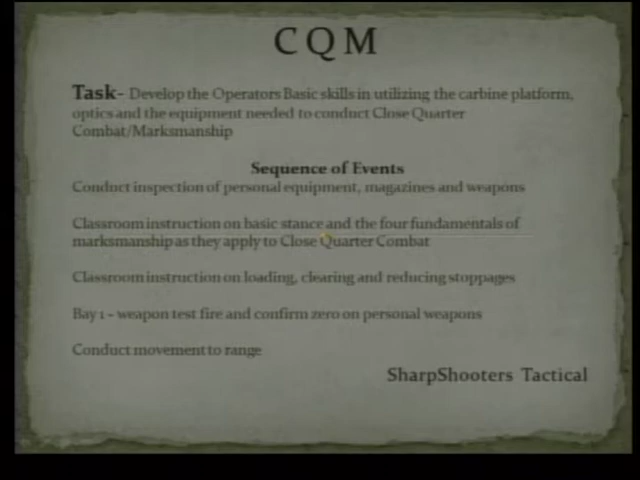 CQM
Task- Develop the Operators Basic skills in utilizing the carbine platform,
optics and the equipment needed to conduct Close Quarter
Combat/Marksmanship
Sequence of Events
Conduct inspection of personal equipment, magazines and weapons
Classroom instruction on basic stance and the four fundamentals of
marksmanship as they apply to Close Quarter Combat
Classroom instruction on loading, clearing and reducing stoppages
Bay 1 - weapon test fire and confirm zero on personal weapons
Conduct movement to range
SharpShooters Tactical